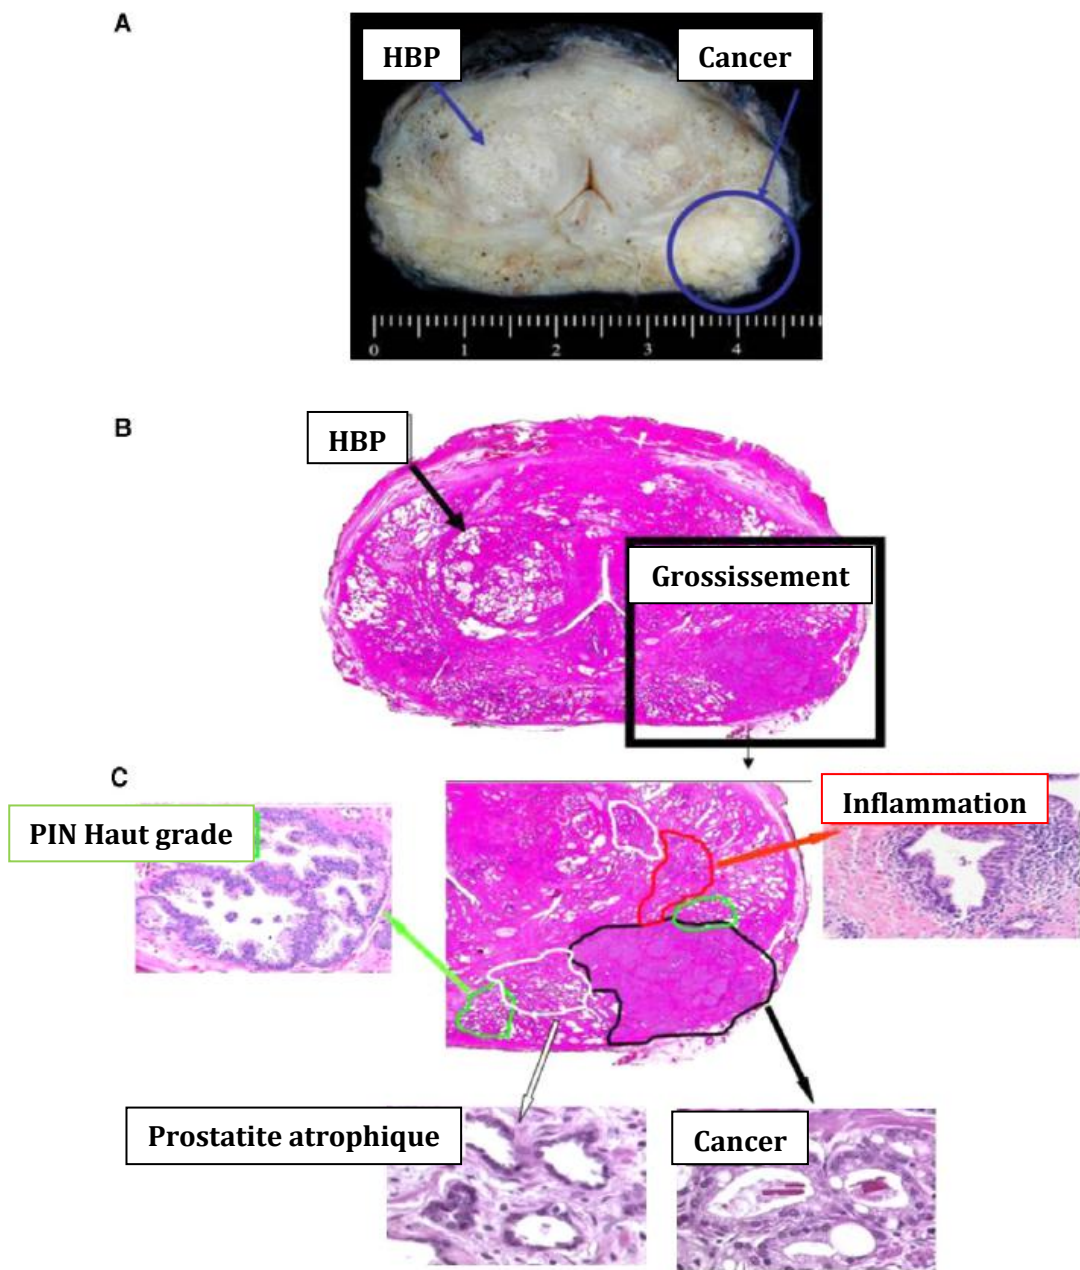 A
HBP
Cancer
0 1 2 3 4
B
HBP
Grossissement
C
Inflammation
PIN Haut grade
Prostatite atrophique
Cancer